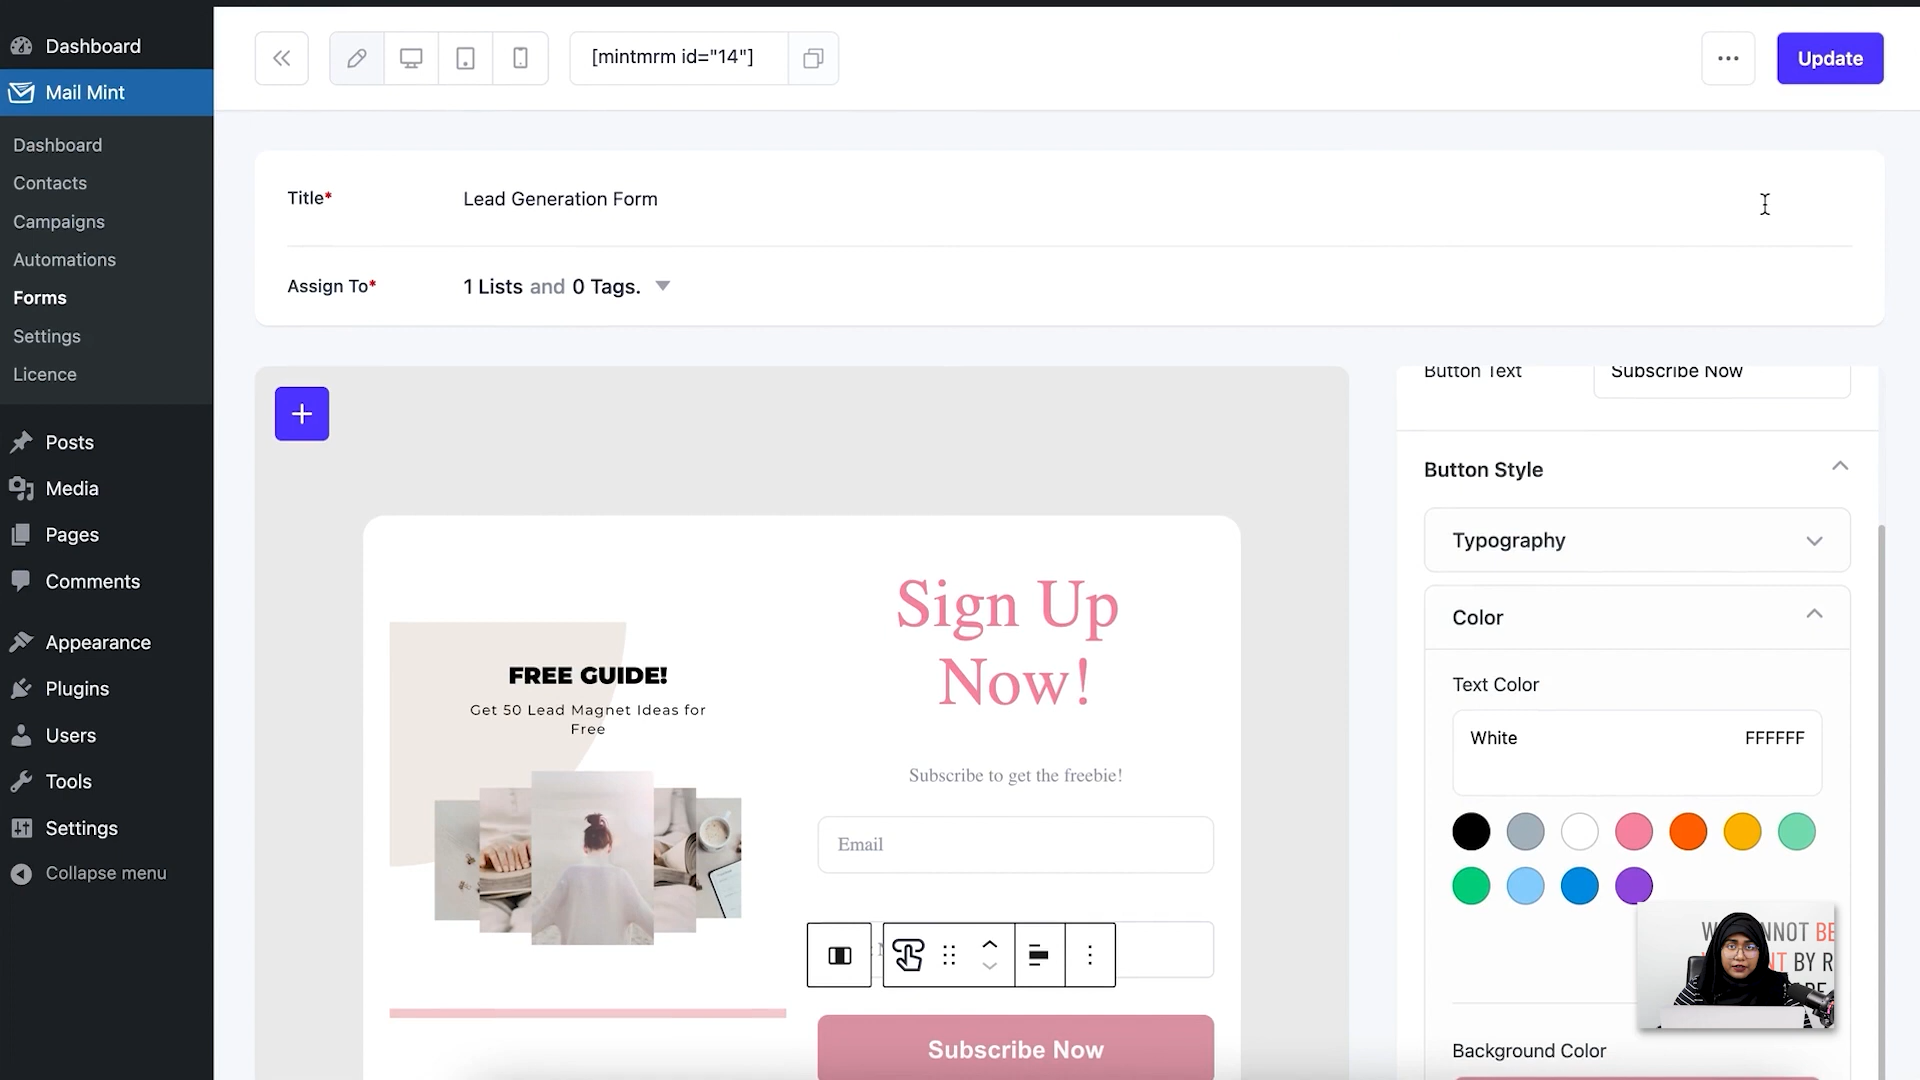 Dashboard
Mail Mint
Dashboard
Contacts
Campaigns
Automations
Forms
Settings
Licence
Posts
Media
Pages
Comments
Appearance
Plugins
Users
Tools
Settings
Collapse menu
[mintmrm id="14"]
Update
Title*
Lead Generation Form
Assign To*
1 Lists and 0 Tags.
FREE GUIDE!
Get 50 Lead Magnet Ideas for
Free
Sign Up
Now!
Subscribe to get the freebie!
Email
Subscribe Now
Button Text
Subscribe Now
Button Style
Typography
Color
Text Color
White
FFFFFF
Background Color
BY